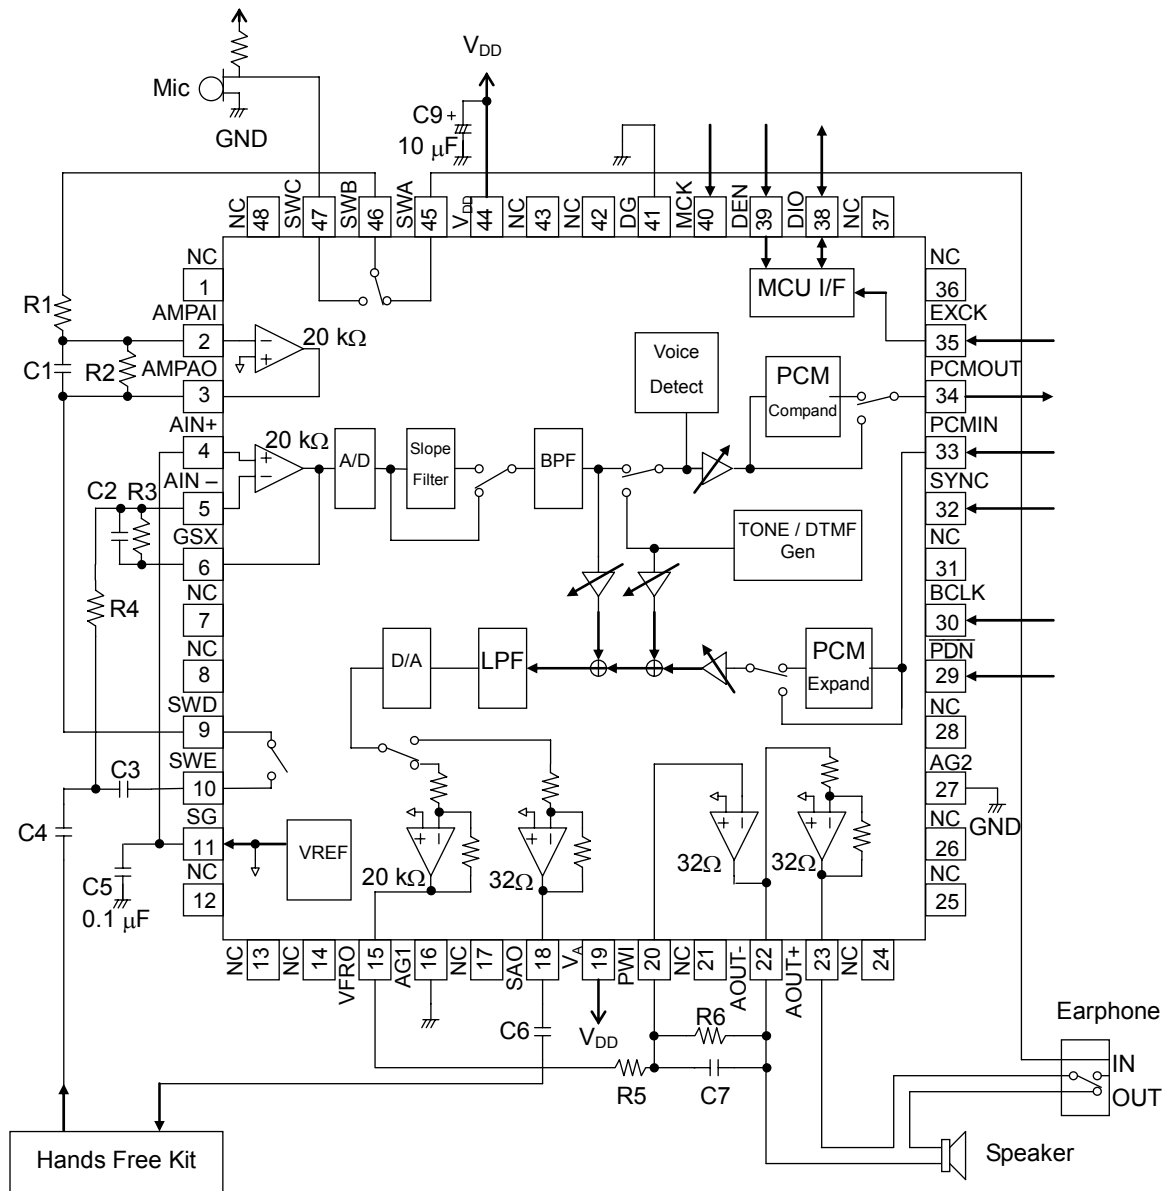 V_DD
Mic
GND
C9 +
10 μF
NC
48
SWC
47
SWB
46
SWA
45
V_DD
44
NC
43
NC
42
DG
41
MCK
40
DEN
39
DIO
38
NC
37
NC
1
R1
AMPAI
2
20 kΩ
C1
R2
AMPAO
3
AIN+
4
20 kΩ
C2
R3
AIN –
5
GSX
6
NC
7
R4
NC
8
SWD
9
SWE
C3
10
C4
SG
11
C5
0.1 μF
NC
12
MCU I/F
Voice
Detect
PCM
Compand
A/D
Slope
Filter
BPF
TONE / DTMF
Gen
D/A
LPF
PCM
Expand
VREF
20 kΩ
32Ω
32Ω
32Ω
NC
36
EXCK
35
PCMOUT
34
PCMIN
33
SYNC
32
NC
31
BCLK
30
PDN
29
NC
28
AG2
27
GND
NC
26
NC
25
NC
13
NC
14
VFRO
15
AG1
16
NC
17
SAO
18
V_A
19
PWI
20
NC
21
AOUT-
22
AOUT+
23
NC
24
C6
V_DD
R6
R5
C7
Earphone
IN
OUT
Speaker
Hands Free Kit